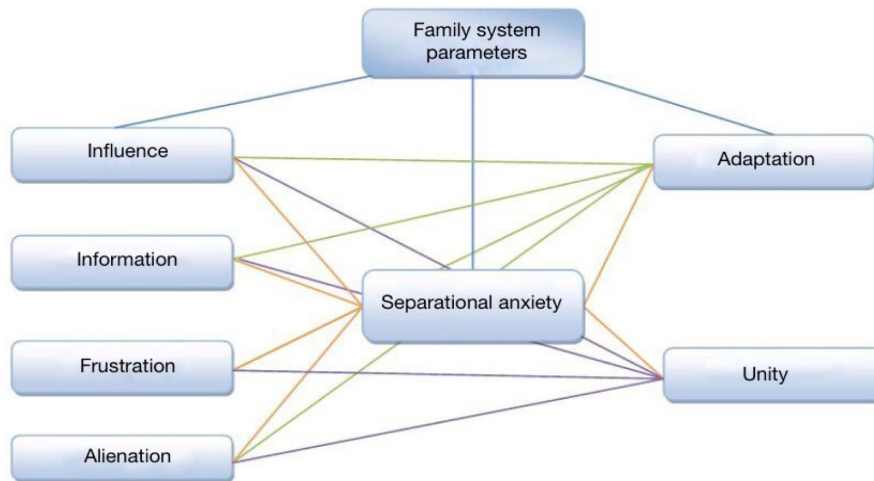 Family system
parameters
Influence
Adaptation
Information
Separational anxiety
Frustration
Unity
Alienation